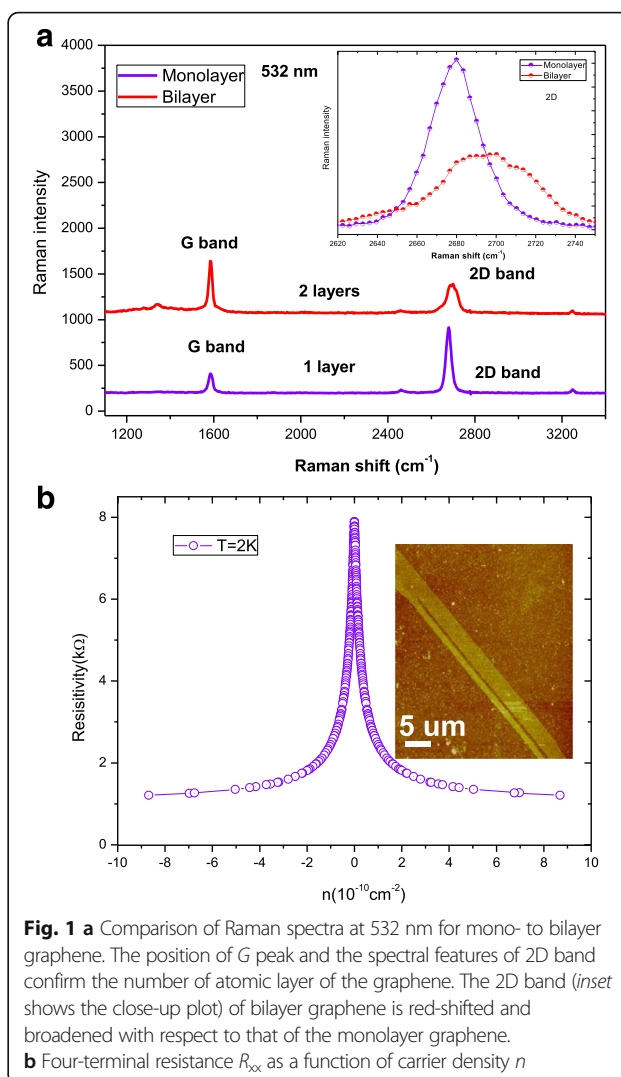 a
4000
3500
3000
2500
2000
1500
1000
500
0
Raman intensity
Monolayer
Bilayer
532 nm
G band
2 layers
2D band
G band
1 layer
2D band
1200
1600
2000
2400
2800
3200
Raman shift (cm-1)
Monolayer
Bilayer
2D
Raman intensity
2620
2640
2660
2680
2700
2720
2740
Raman shift (cm-1)
b
8
6
4
2
0
Resisitivity(kΩ)
T=2K
5 um
-10
-8
-6
-4
-2
0
2
4
6
8
10
n(10-10cm-2)
Fig. 1 a Comparison of Raman spectra at 532 nm for mono- to bilayer
graphene. The position of G peak and the spectral features of 2D band
confirm the number of atomic layer of the graphene. The 2D band (inset
shows the close-up plot) of bilayer graphene is red-shifted and
broadened with respect to that of the monolayer graphene.
b Four-terminal resistance Rxx as a function of carrier density n